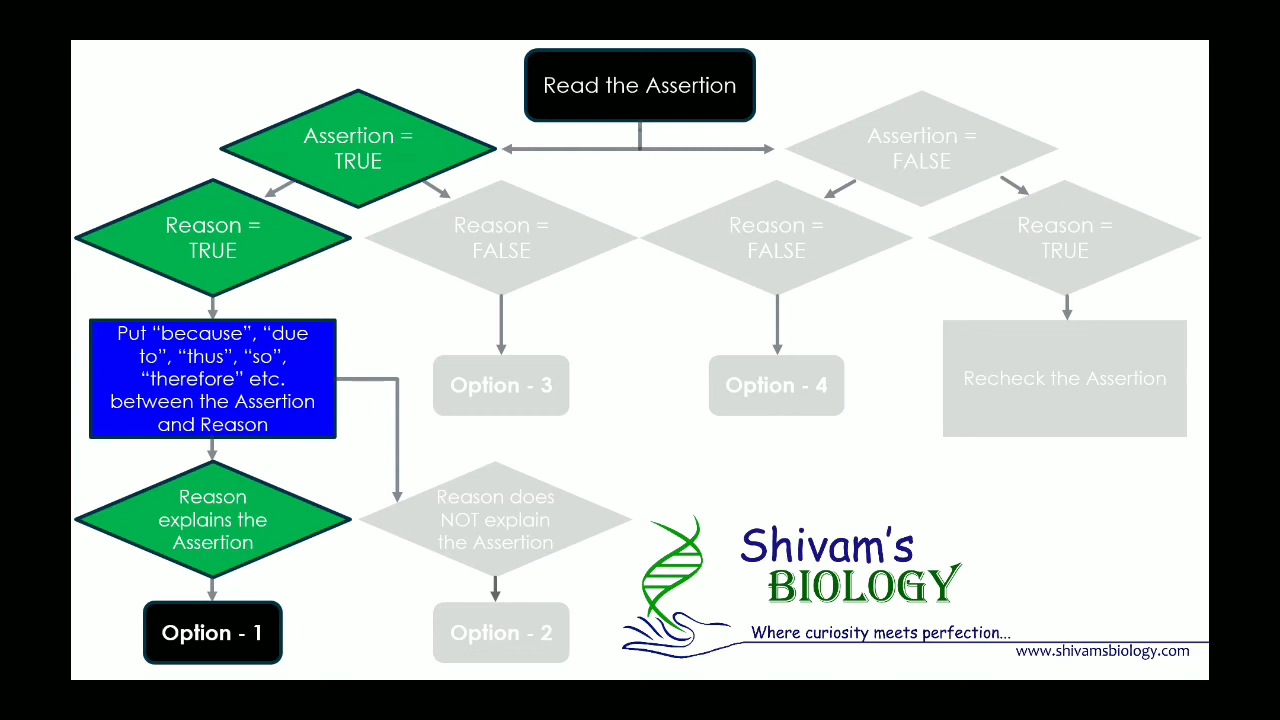 Read the Assertion
Assertion =
TRUE
Assertion =
FALSE
Reason =
TRUE
Reason =
FALSE
Reason =
FALSE
Reason =
TRUE
Put “because”, “due
to”, “thus”, “so”,
“therefore” etc.
between the Assertion
and Reason
Option - 3
Option - 4
Recheck the Assertion
Reason
explains the
Assertion
Reason does
NOT explain
the Assertion
Option - 1
Option - 2
Shivam's
BIOLOGY
Where curiosity meets perfection...
www.shivamsbiology.com